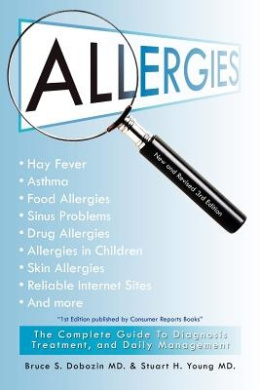 ALLERGIES
New and Revised 3rd Edition
• Hay Fever
• Asthma
• Food Allergies
• Sinus Problems
• Drug Allergies
• Allergies in Children
• Skin Allergies
• Reliable Internet Sites
• And more
"1st Edition published by Consumer Reports Books"
The Complete Guide To Diagnosis
Treatment, and Daily Management
Bruce S. Dobozin MD. & Stuart H. Young MD.